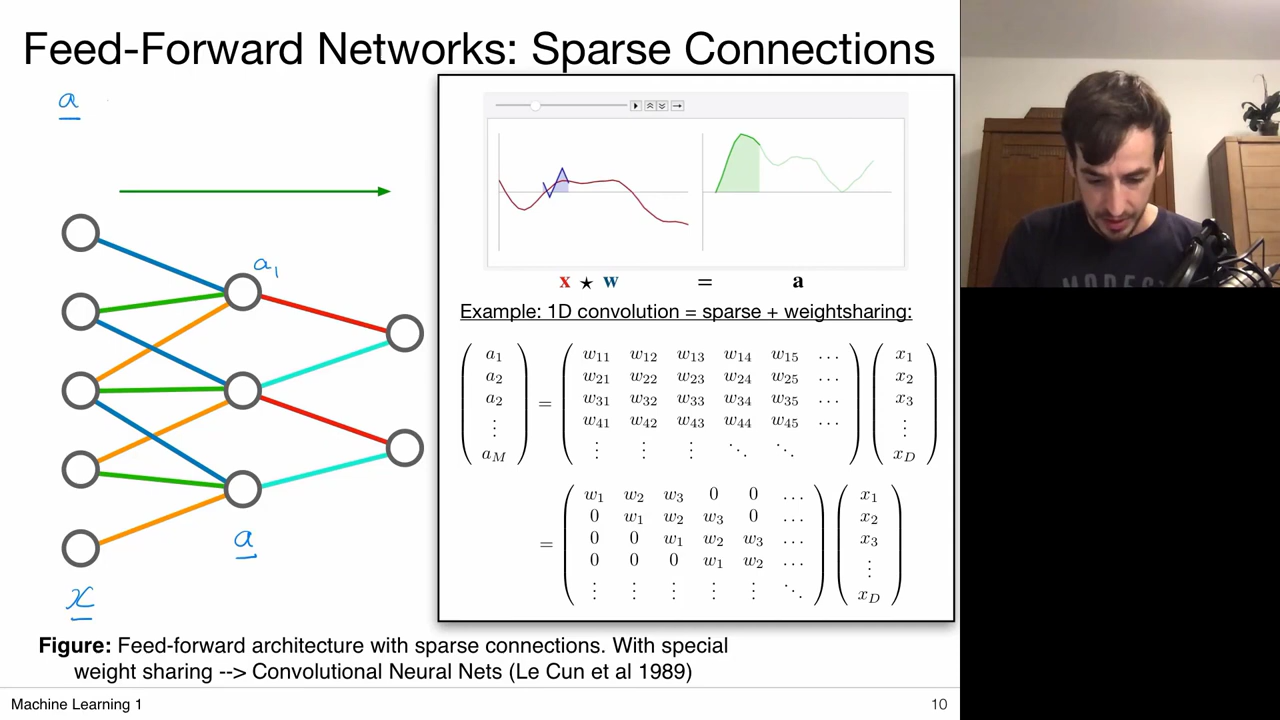 Feed-Forward Networks: Sparse Connections
a
a1
a
x
x ⋆ w = a
Example: 1D convolution = sparse + weightsharing:
a1
a2
a2
⋮
aM
=
w11 w12 w13 w14 w15 ...
w21 w22 w23 w24 w25 ...
w31 w32 w33 w34 w35 ...
w41 w42 w43 w44 w45 ...
⋮ ⋮ ⋮ ⋱ ⋱
x1
x2
x3
⋮
xD
=
w1 w2 w3 0 0 ...
0 w1 w2 w3 0 ...
0 0 w1 w2 w3 ...
0 0 0 w1 w2 ...
⋮ ⋮ ⋮ ⋮ ⋮ ⋱
x1
x2
x3
⋮
xD
Figure: Feed-forward architecture with sparse connections. With special
weight sharing --> Convolutional Neural Nets (Le Cun et al 1989)
Machine Learning 1
10
MODEST